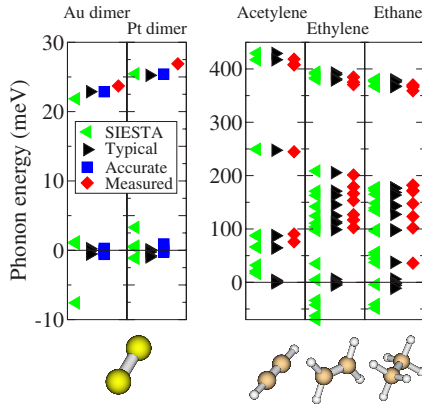 Au dimer
Pt dimer
Acetylene
Ethylene
Ethane
Phonon energy (meV)
30
20
10
0
-10
SIESTA
Typical
Accurate
Measured
400
300
200
100
0